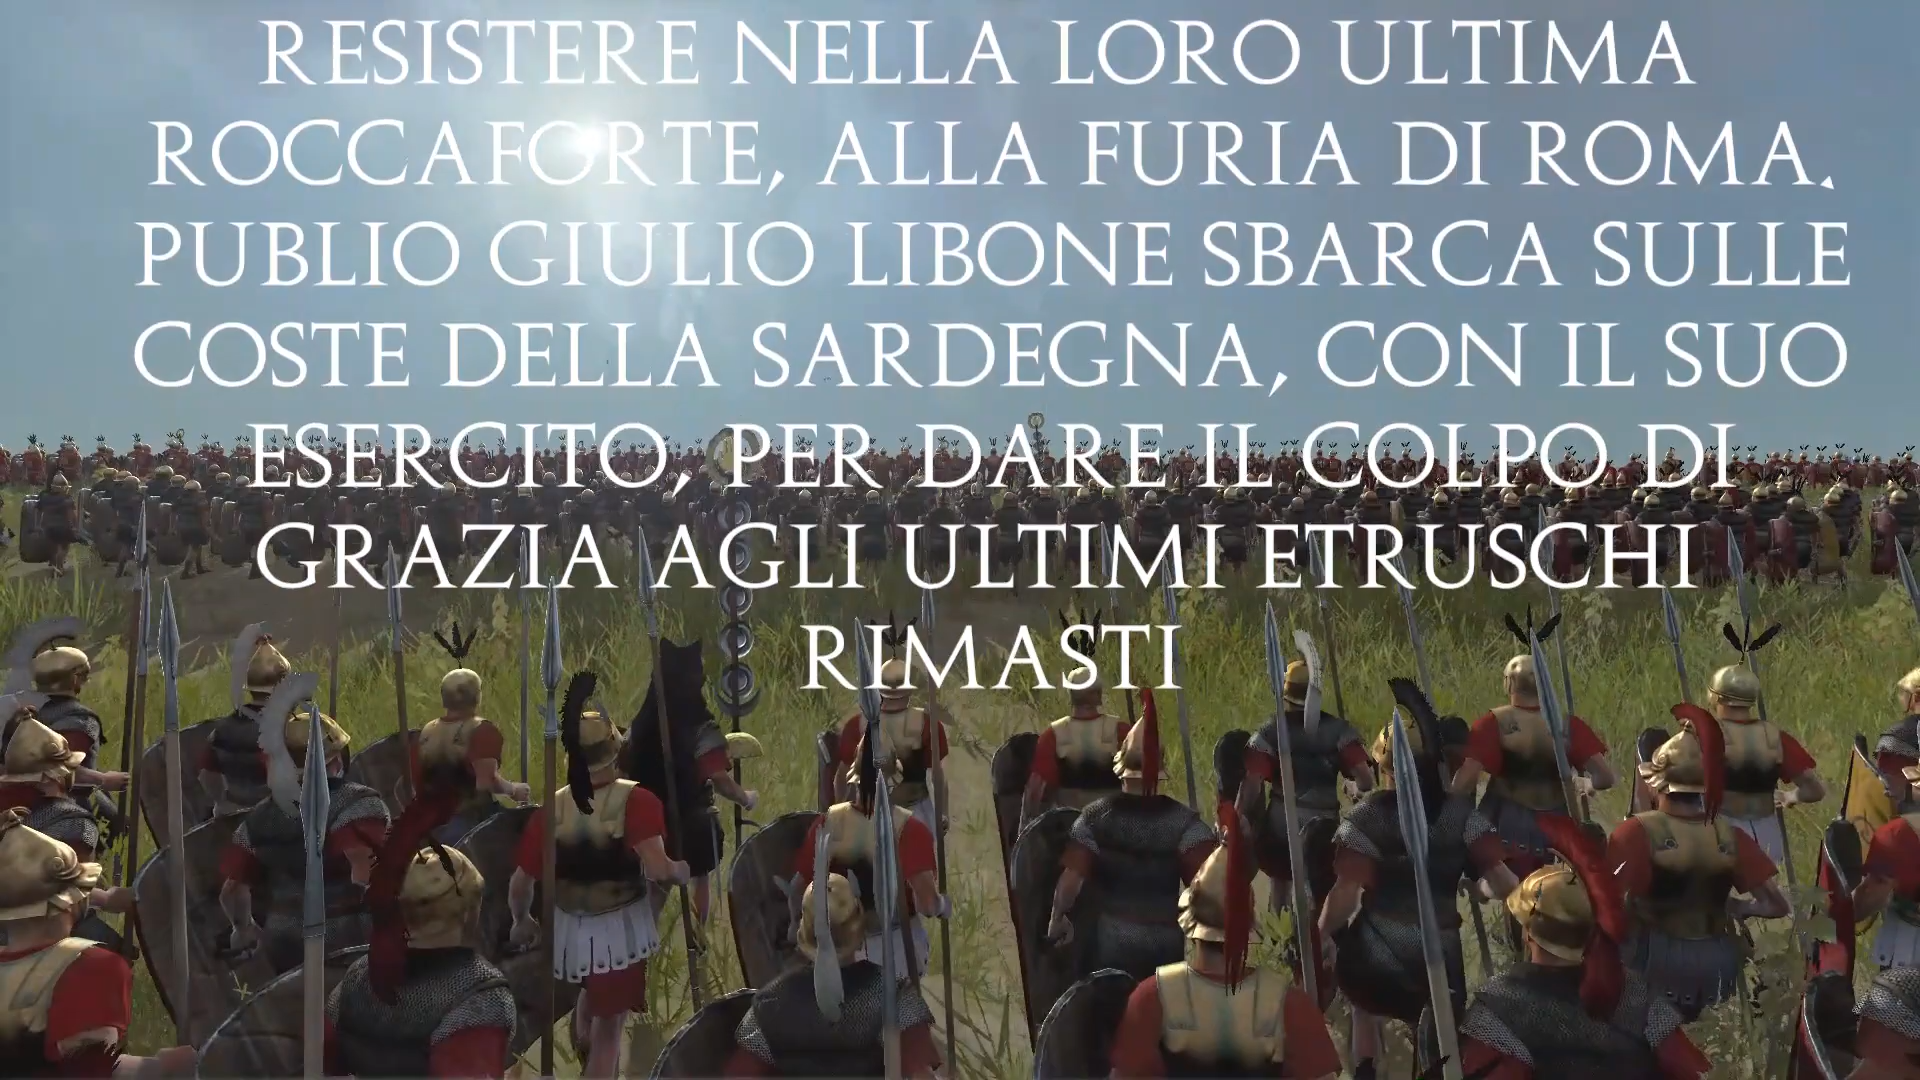 RESISTERE NELLA LORO ULTIMA
ROCCAFORTE, ALLA FURIA DI ROMA.
PUBLIO GIULIO LIBONE SBARCA SULLE
COSTE DELLA SARDEGNA, CON IL SUO
ESERCITO, PER DARE IL COLPO DI
GRAZIA AGLI ULTIMI ETRUSCHI
RIMASTI